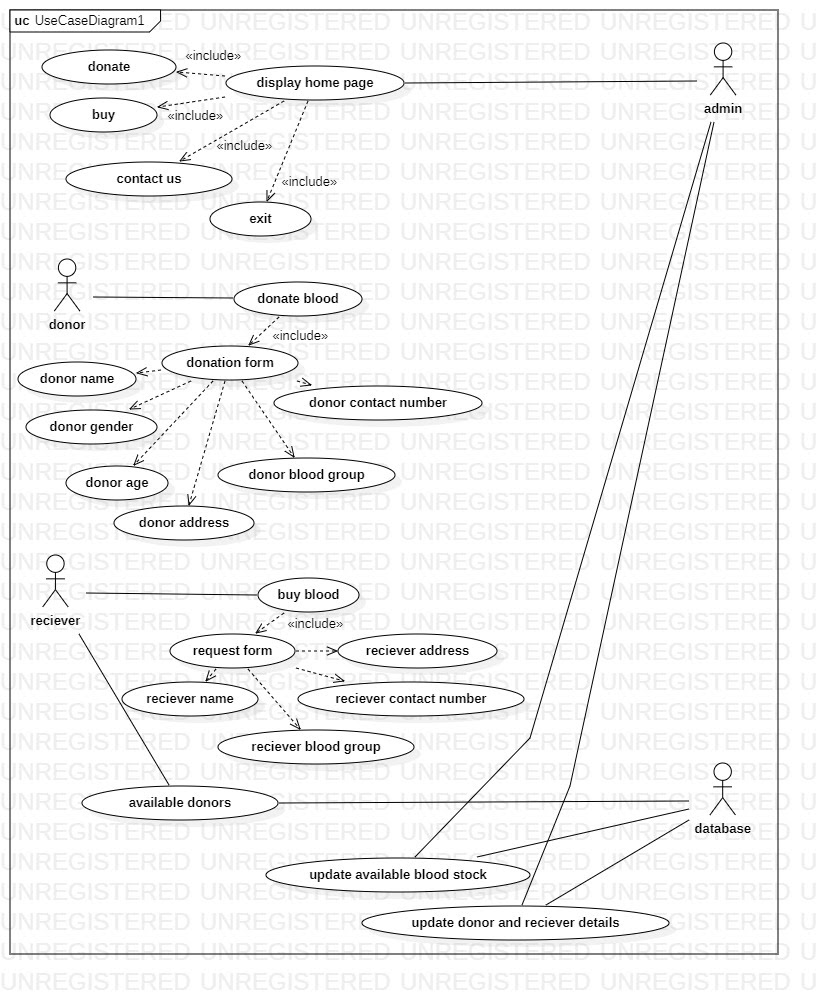 uc UseCaseDiagram1
donate
«include»
display home page
buy
«include»
admin
«include»
contact us
«include»
exit
donor
donate blood
«include»
donation form
donor name
donor contact number
donor gender
donor age
donor blood group
donor address
reciever
buy blood
«include»
request form
reciever address
reciever name
reciever contact number
reciever blood group
available donors
database
update available blood stock
update donor and reciever details
UNREGISTERED